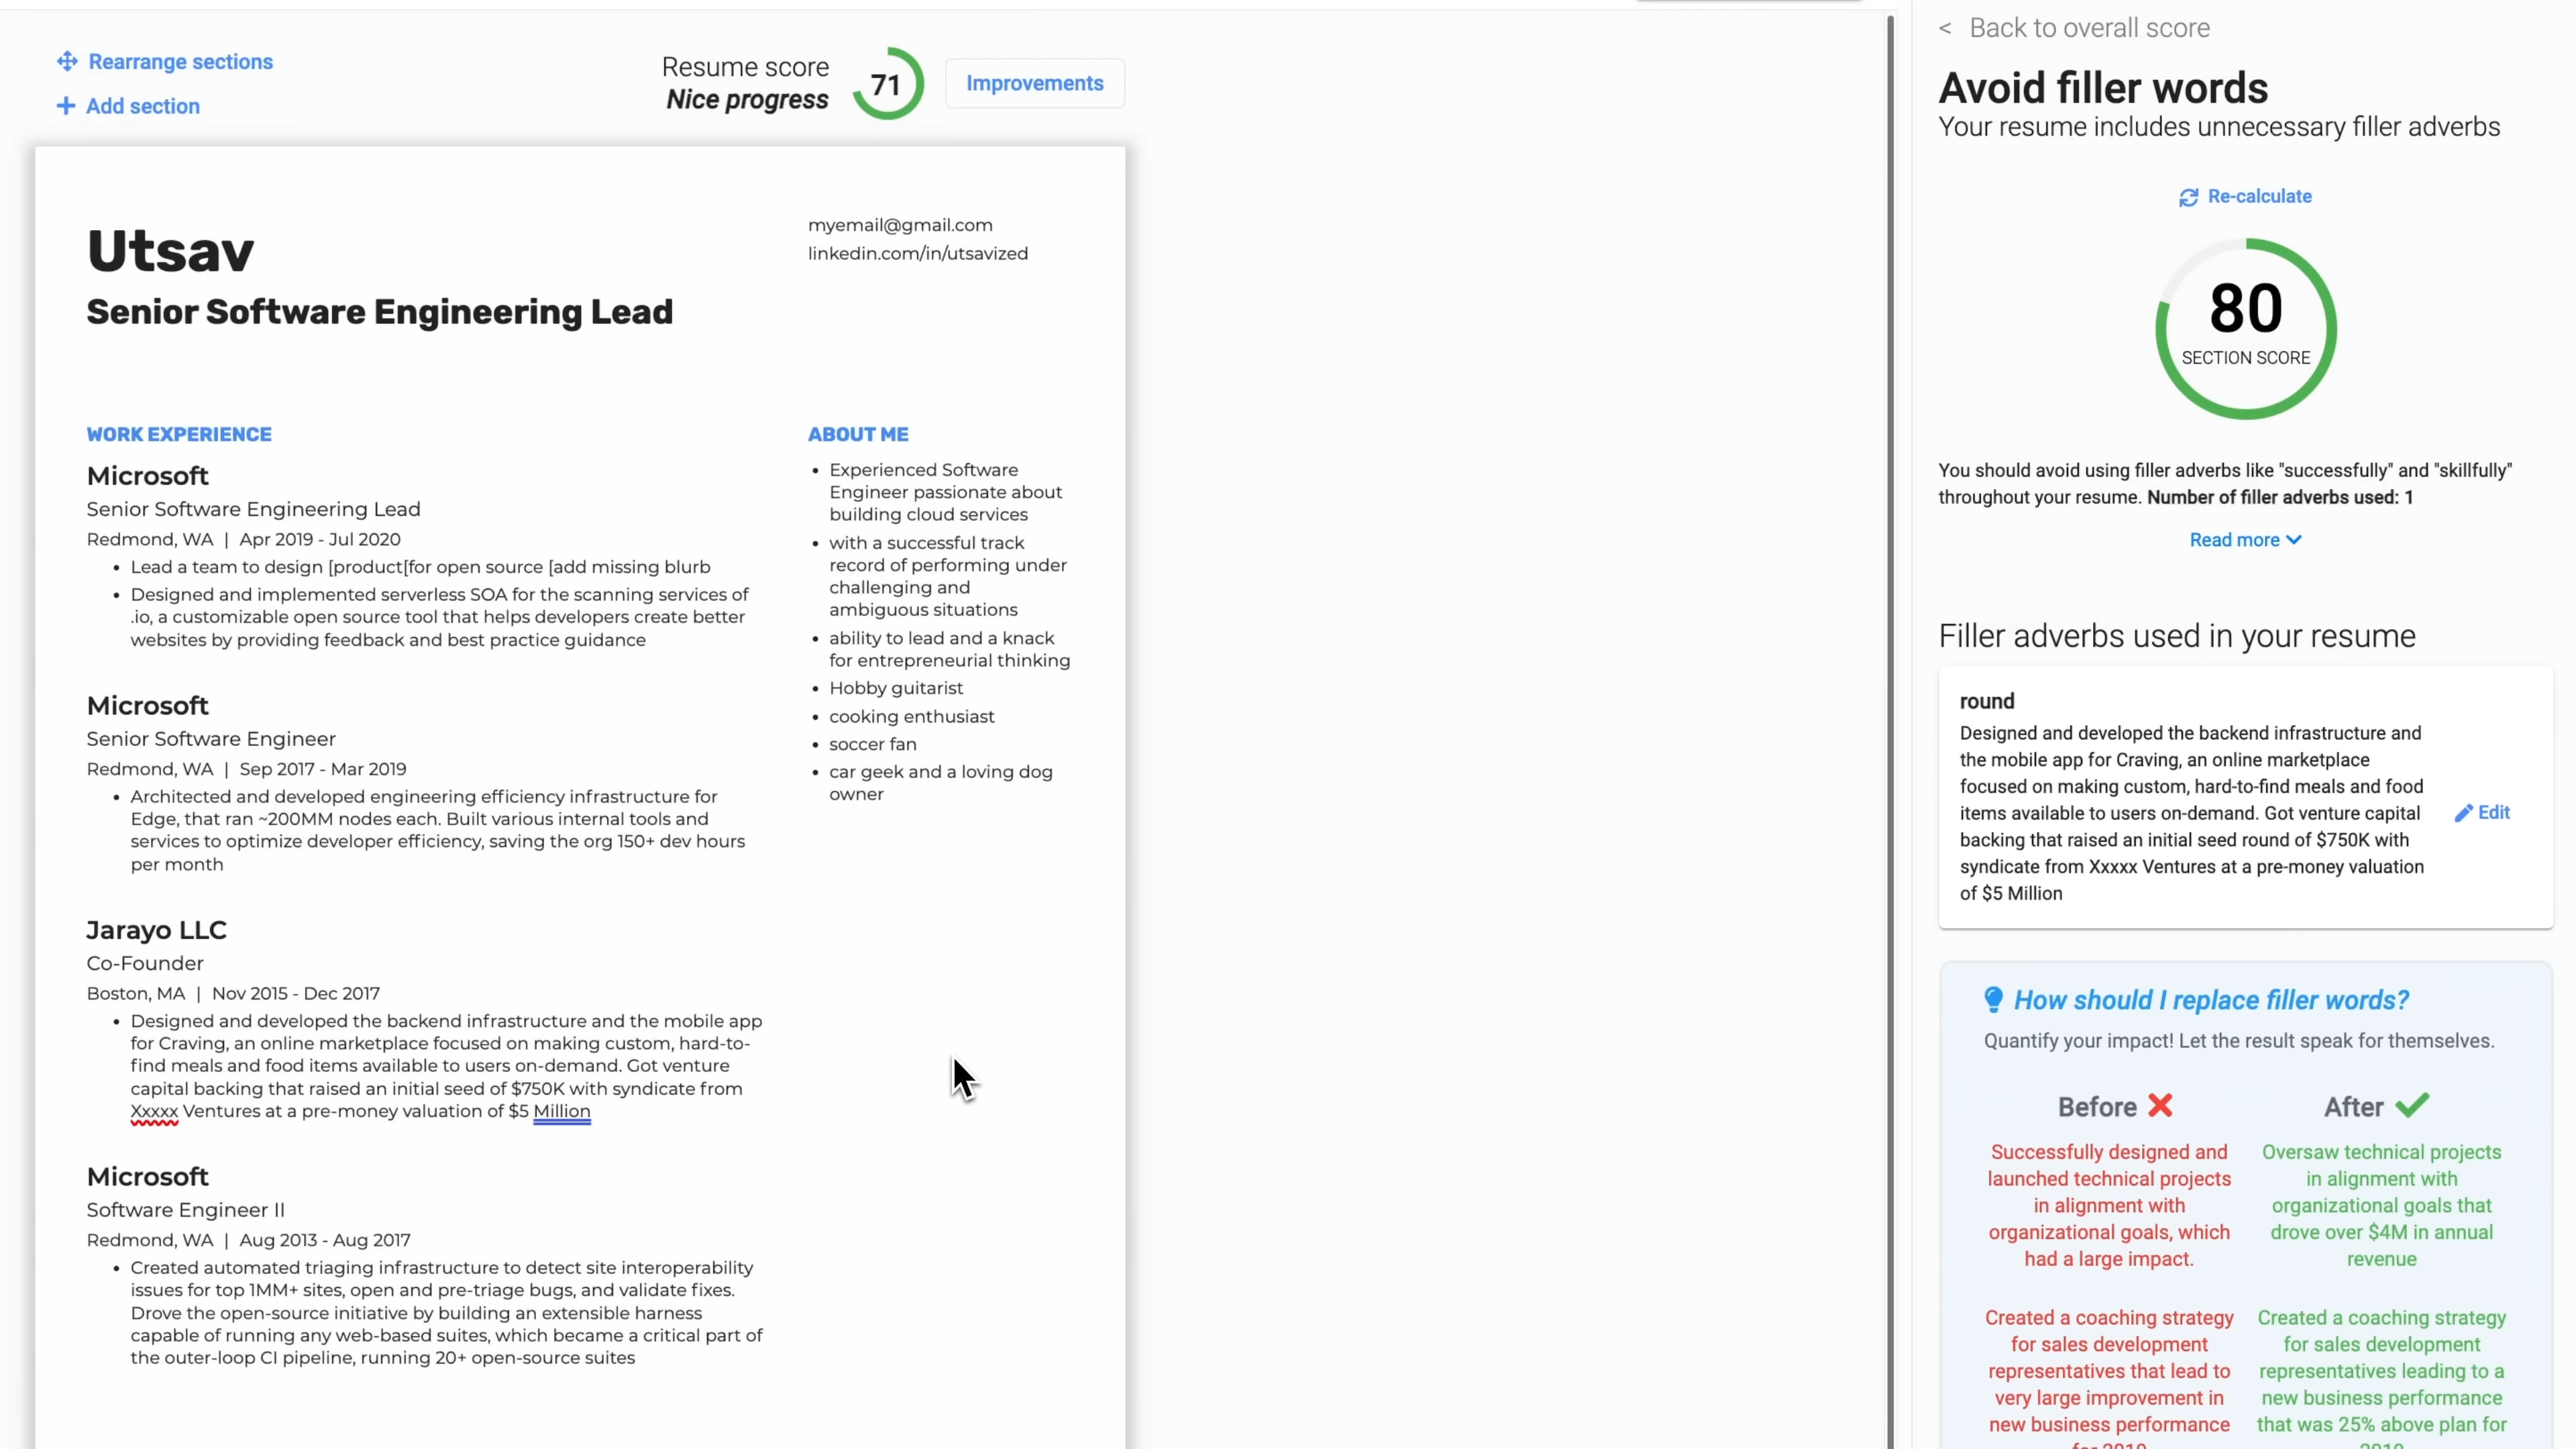 Rearrange sections
Add section
Resume score
Nice progress
71
Improvements
Utsav
Senior Software Engineering Lead
myemail@gmail.com
linkedin.com/in/utsavized
WORK EXPERIENCE
Microsoft
Senior Software Engineering Lead
Redmond, WA | Apr 2019 - Jul 2020
• Lead a team to design [product[for open source [add missing blurb
• Designed and implemented serverless SOA for the scanning services of
.io, a customizable open source tool that helps developers create better
websites by providing feedback and best practice guidance
Microsoft
Senior Software Engineer
Redmond, WA | Sep 2017 - Mar 2019
• Architected and developed engineering efficiency infrastructure for
Edge, that ran ~200MM nodes each. Built various internal tools and
services to optimize developer efficiency, saving the org 150+ dev hours
per month
Jarayo LLC
Co-Founder
Boston, MA | Nov 2015 - Dec 2017
• Designed and developed the backend infrastructure and the mobile app
for Craving, an online marketplace focused on making custom, hard-to-
find meals and food items available to users on-demand. Got venture
capital backing that raised an initial seed of $750K with syndicate from
Xxxxx Ventures at a pre-money valuation of $5 Million
Microsoft
Software Engineer II
Redmond, WA | Aug 2013 - Aug 2017
• Created automated triaging infrastructure to detect site interoperability
issues for top 1MM+ sites, open and pre-triage bugs, and validate fixes.
Drove the open-source initiative by building an extensible harness
capable of running any web-based suites, which became a critical part of
the outer-loop CI pipeline, running 20+ open-source suites
ABOUT ME
• Experienced Software
Engineer passionate about
building cloud services
• with a successful track
record of performing under
challenging and
ambiguous situations
• ability to lead and a knack
for entrepreneurial thinking
• Hobby guitarist
• cooking enthusiast
• soccer fan
• car geek and a loving dog
owner
< Back to overall score
Avoid filler words
Your resume includes unnecessary filler adverbs
Re-calculate
80
SECTION SCORE
You should avoid using filler adverbs like "successfully" and "skillfully"
throughout your resume. Number of filler adverbs used: 1
Read more
Filler adverbs used in your resume
round
Designed and developed the backend infrastructure and
the mobile app for Craving, an online marketplace
focused on making custom, hard-to-find meals and food
items available to users on-demand. Got venture capital
backing that raised an initial seed round of $750K with
syndicate from Xxxxx Ventures at a pre-money valuation
of $5 Million
Edit
How should I replace filler words?
Quantify your impact! Let the result speak for themselves.
Before
Successfully designed and
launched technical projects
in alignment with
organizational goals, which
had a large impact.
Created a coaching strategy
for sales development
representatives that lead to
very large improvement in
new business performance
After
Oversaw technical projects
in alignment with
organizational goals that
drove over $4M in annual
revenue
Created a coaching strategy
for sales development
representatives leading to a
new business performance
that was 25% above plan for